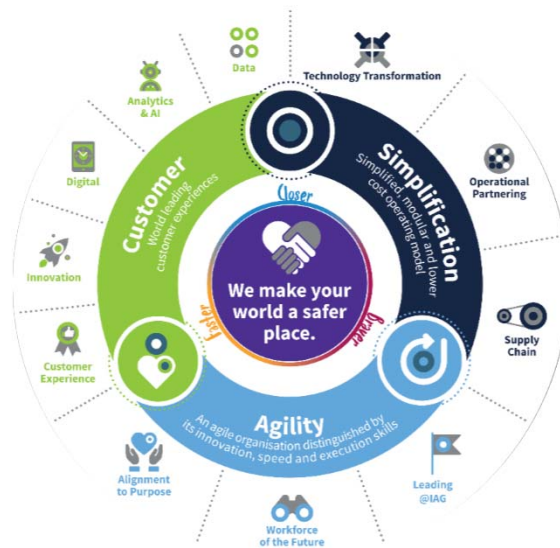 Data
Technology Transformation
Analytics
& AI
Digital
Operational
Partnering
Innovation
Customer
Experience
Supply
Chain
Alignment
to Purpose
Workforce
of the Future
Leading
@IAG
Customer
World leading
customer experiences
Simplification
Simplified, modular, and lower
cost operating model
Agility
An agile organisation distinguished by
its innovation, speed and execution skills
Closer
Braver
Faster
We make your
world a safer
place.